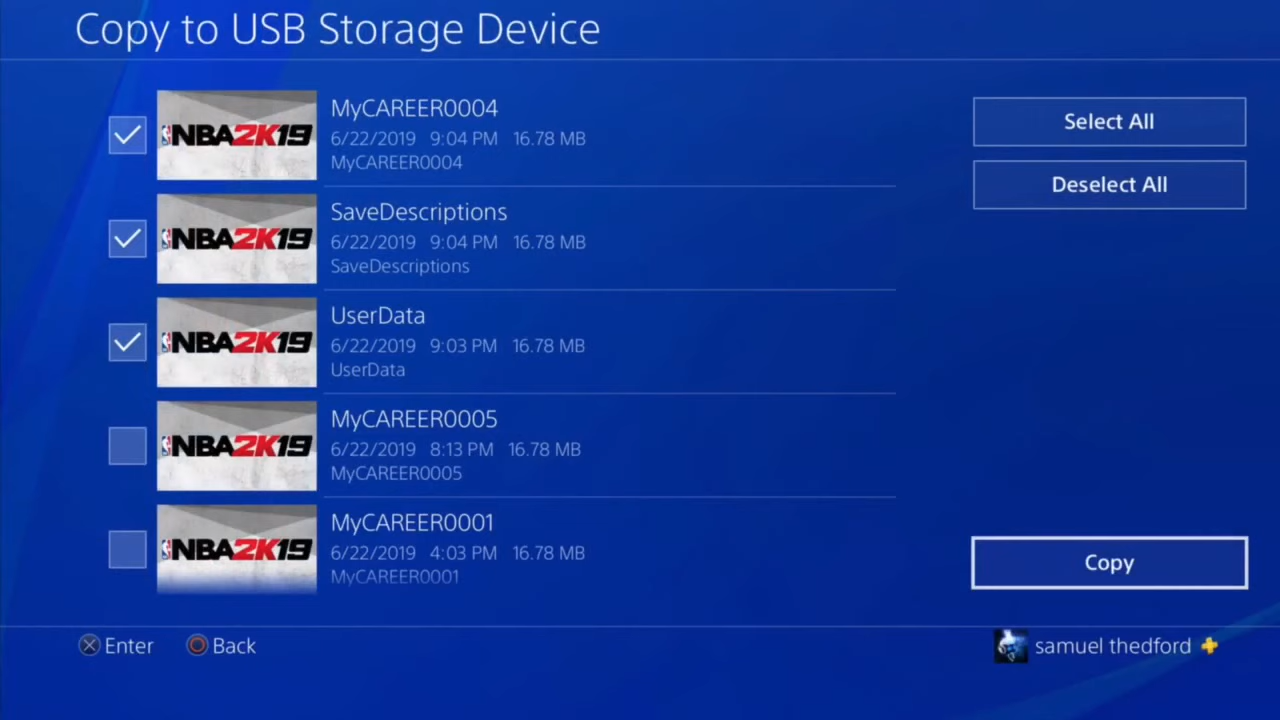 Copy to USB Storage Device
NBA2K19
MyCAREER0004
6/22/2019 9:04 PM 16.78 MB
MyCAREER0004
NBA2K19
SaveDescriptions
6/22/2019 9:04 PM 16.78 MB
SaveDescriptions
NBA2K19
UserData
6/22/2019 9:03 PM 16.78 MB
UserData
NBA2K19
MyCAREER0005
6/22/2019 8:13 PM 16.78 MB
MyCAREER0005
NBA2K19
MyCAREER0001
6/22/2019 4:03 PM 16.78 MB
MyCAREER0001
Select All
Deselect All
Copy
Enter Back
samuel thedford